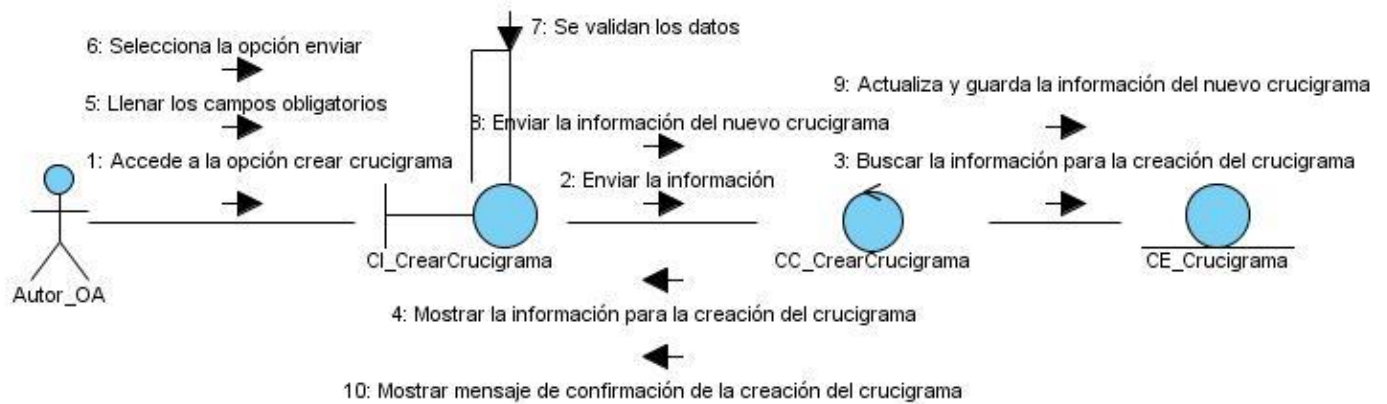 7: Se validan los datos
6: Selecciona la opción enviar
9: Actualiza y guarda la información del nuevo crucigrama
5: Llenar los campos obligatorios
8: Enviar la información del nuevo crucigrama
1: Accede a la opción crear crucigrama
3: Buscar la información para la creación del crucigrama
2: Enviar la información
CI_CrearCrucigrama
CC_CrearCrucigrama
CE_Crucigrama
Autor_OA
4: Mostrar la información para la creación del crucigrama
10: Mostrar mensaje de confirmación de la creación del crucigrama